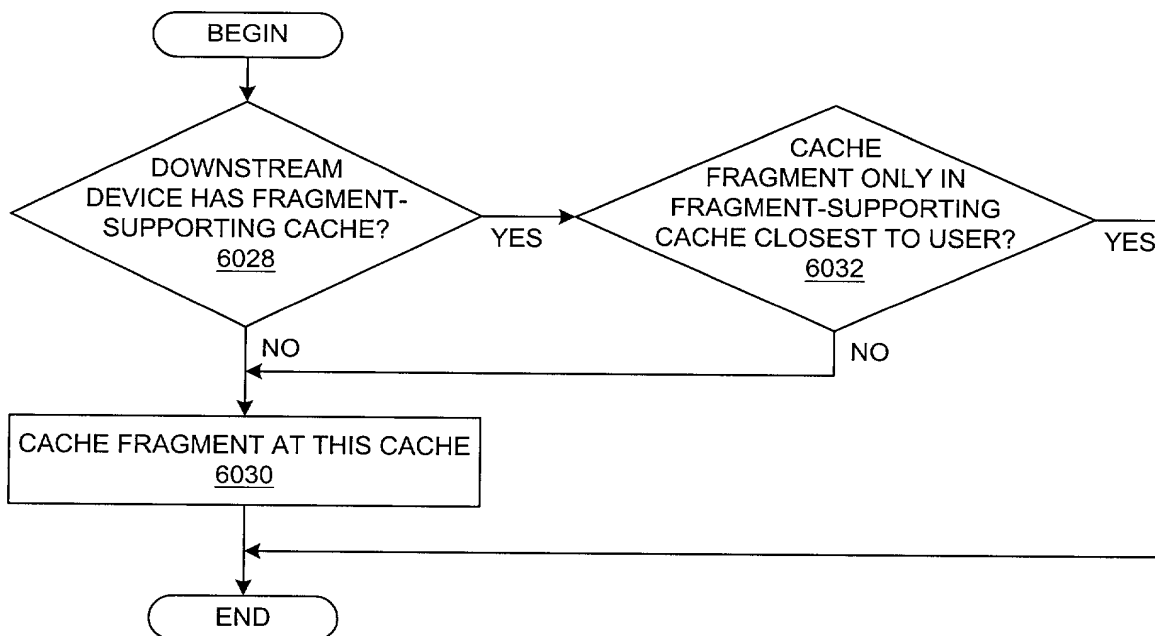 BEGIN
DOWNSTREAM
DEVICE HAS FRAGMENT-
SUPPORTING CACHE?
6028
YES
CACHE
FRAGMENT ONLY IN
FRAGMENT-SUPPORTING
CACHE CLOSEST TO USER?
6032
YES
NO
NO
CACHE FRAGMENT AT THIS CACHE
6030
END